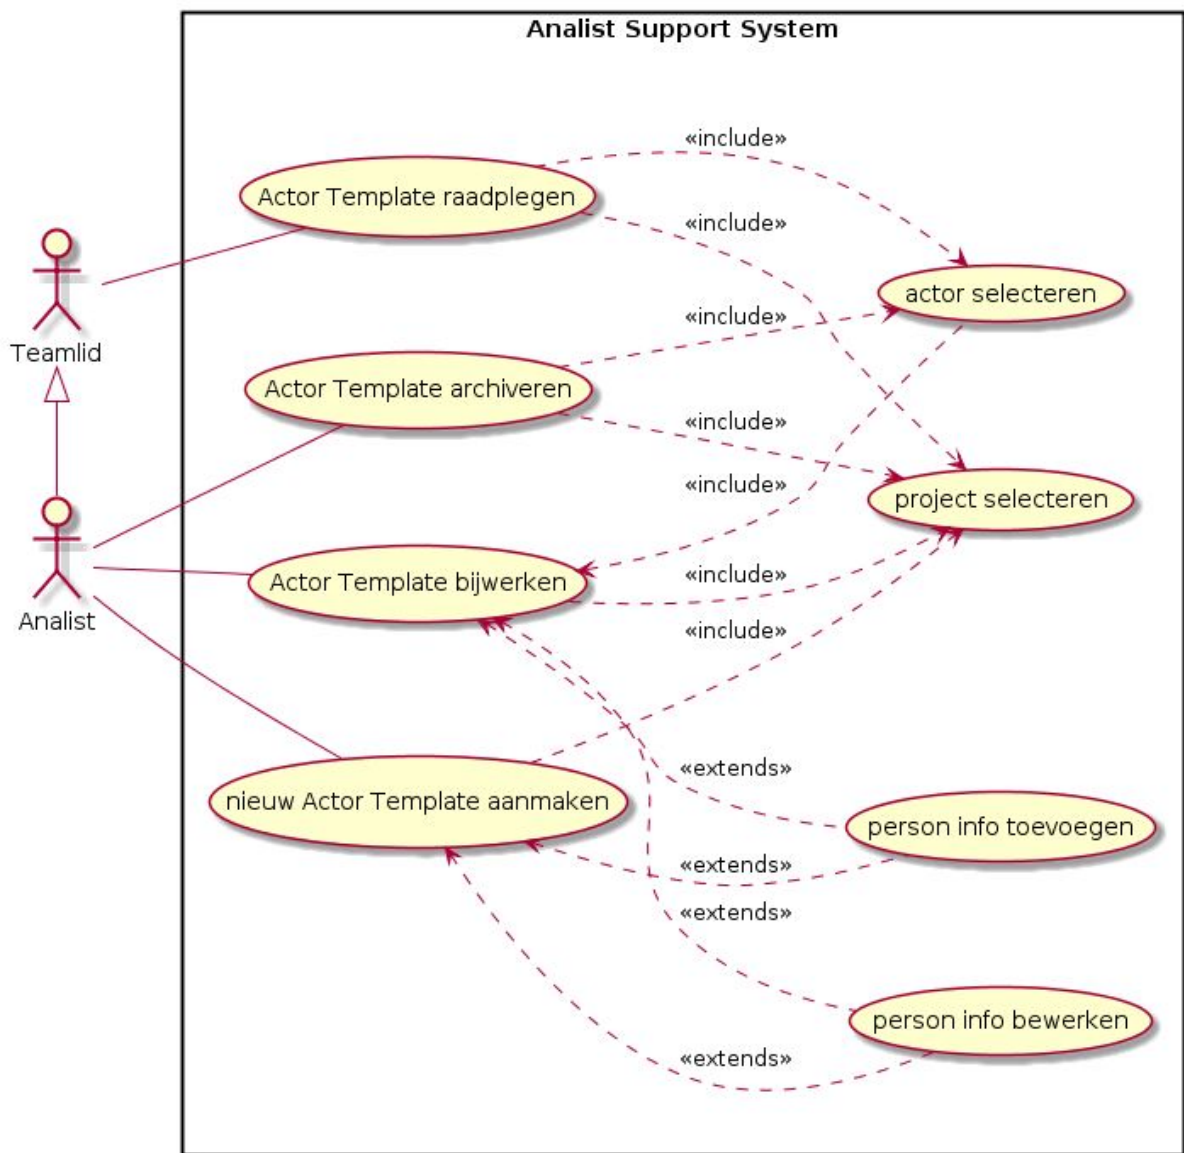 Analist Support System
«include»
Actor Template raadplegen
«include»
actor selecteren
«include»
Teamlid
Actor Template archiveren
«include»
«include»
project selecteren
«include»
Actor Template bijwerken
Analist
«include»
«extends»
nieuw Actor Template aanmaken
person info toevoegen
«extends»
«extends»
person info bewerken
«extends»